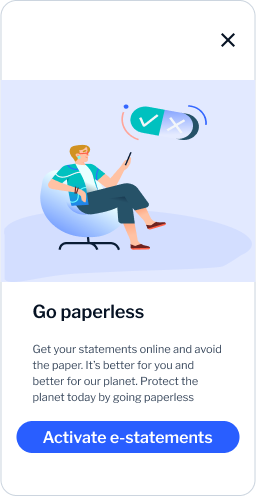 Go paperless
Get your statements online and avoid
the paper. It's better for you and
better for our planet. Protect the
planet today by going paperless
Activate e-statements